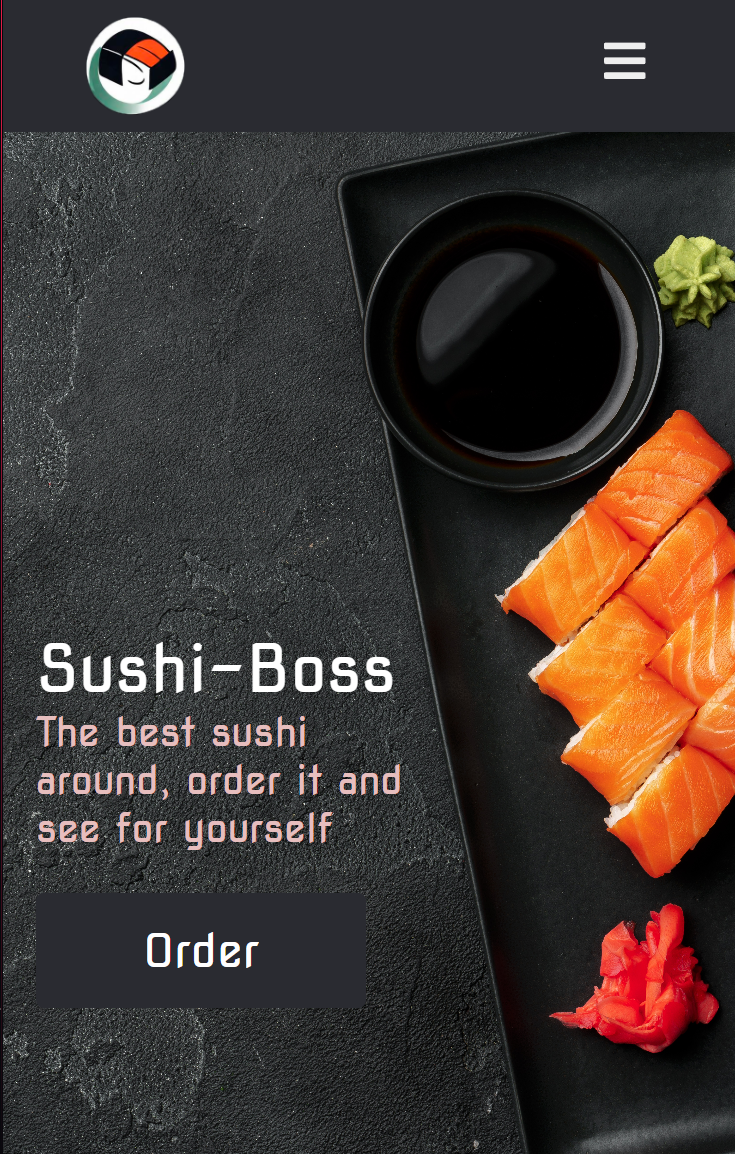 Sushi-Boss
The best sushi
around, order it and
see for yourself
Order